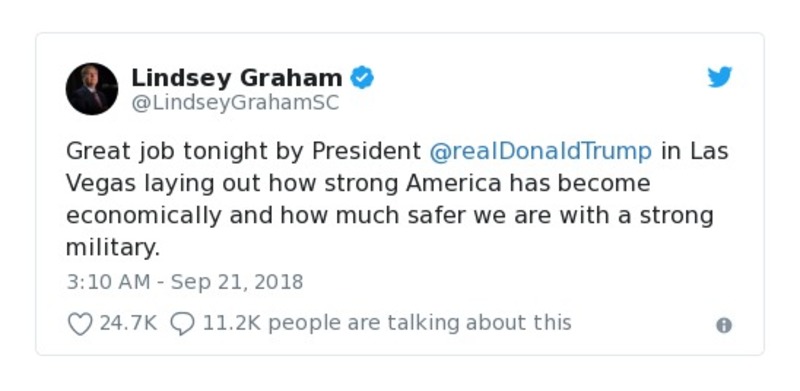 Lindsey Graham
@LindseyGrahamSC
Great job tonight by President @realDonaldTrump in Las
Vegas laying out how strong America has become
economically and how much safer we are with a strong
military.
3:10 AM - Sep 21, 2018
24.7K 11.2K people are talking about this